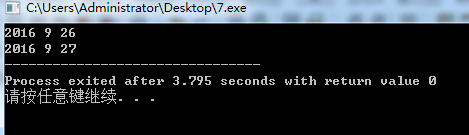 C:\Users\Administrator\Desktop\7.exe
2016 9 26
2016 9 27
--------------------------------
Process exited after 3.795 seconds with return value 0
请按任意键继续. . .